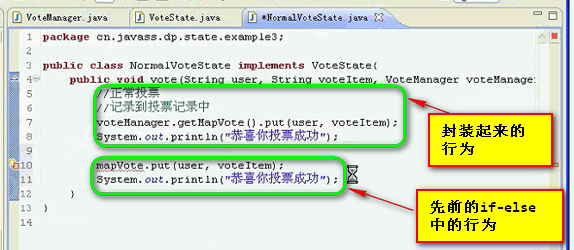 VoteManager.java
VoteState.java
*NormalVoteState.java
1 package cn.javass.dp.state.example3;
2
3 public class NormalVoteState implements VoteState{
4 public void vote(String user, String voteItem, VoteManager voteManager
5 //正常投票
6 //记录到投票记录中
7 voteManager.getMapVote().put(user, voteItem);
8 System.out.println("恭喜你投票成功");
9
10 mapVote.put(user, voteItem);
11 System.out.println("恭喜你投票成功");
12 }
13 }
14
封装起来的
行为
先前的if-else
中的行为